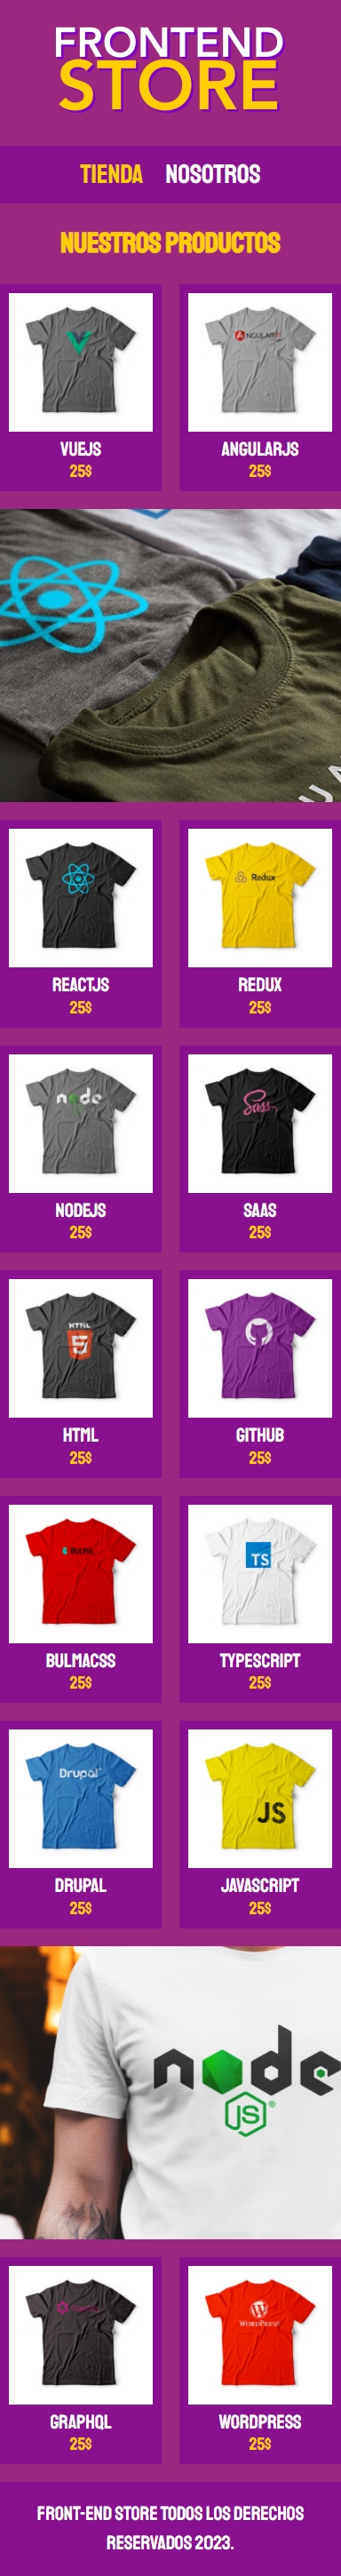 FRONTEND
STORE
TIENDA NOSOTROS
NUESTROS PRODUCTOS
ANGULARJS
VUEJS ANGULARJS
25$ 25$
Redux
REACTJS REDUX
25$ 25$
node Sass
NODEJS SAAS
25$ 25$
HTML
5
HTML GITHUB
25$ 25$
BULMA TS
BULMACSS TYPESCRIPT
25$ 25$
Drupal JS
DRUPAL JAVASCRIPT
25$ 25$
node
JS®
WORDPRESS
GRAPHQL WORDPRESS
25$ 25$
FRONT-END STORE TODOS LOS DERECHOS
RESERVADOS 2023.